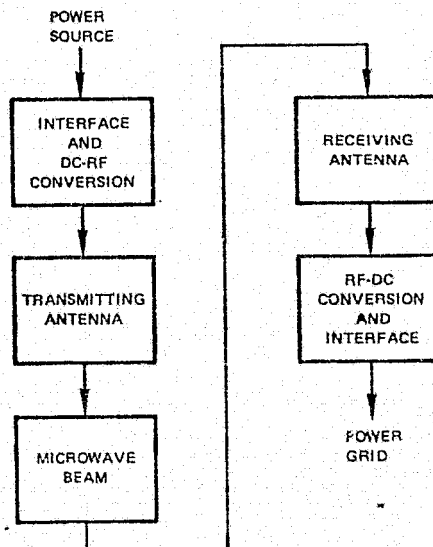 POWER
SOURCE
INTERFACE
AND
DC-RF
CONVERSION
TRANSMITTING
ANTENNA
MICROWAVE
BEAM
RECEIVING
ANTENNA
RF-DC
CONVERSION
AND
INTERFACE
POWER
GRID